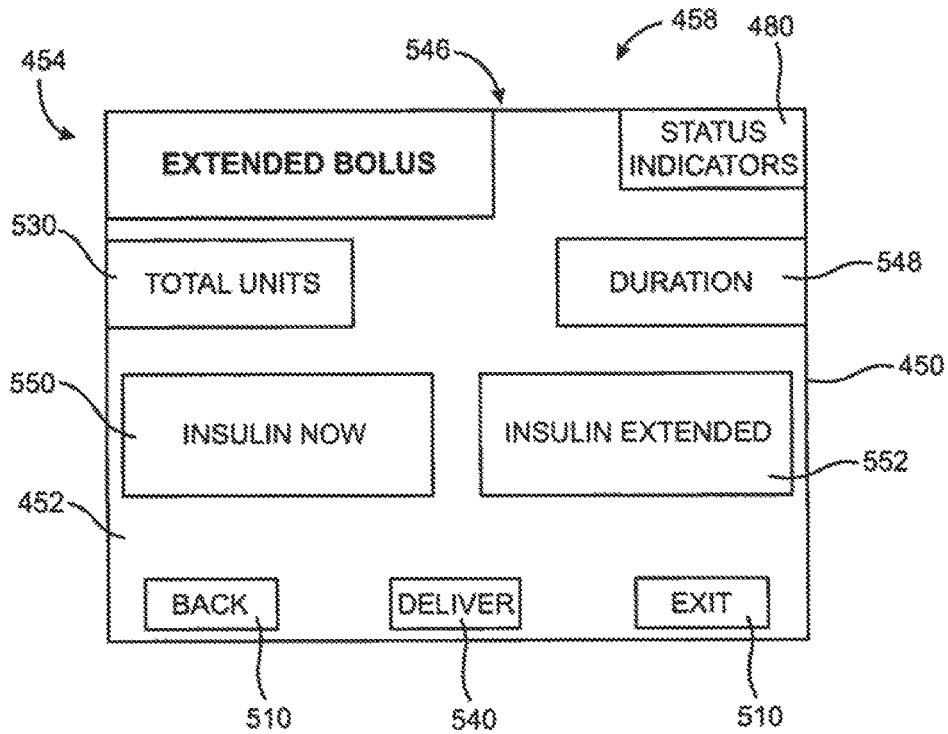 458
480
546
454
STATUS
INDICATORS
EXTENDED BOLUS
530
548
TOTAL UNITS
DURATION
450
550
INSULIN NOW
INSULIN EXTENDED
552
452
BACK
DELIVER
EXIT
510
540
510